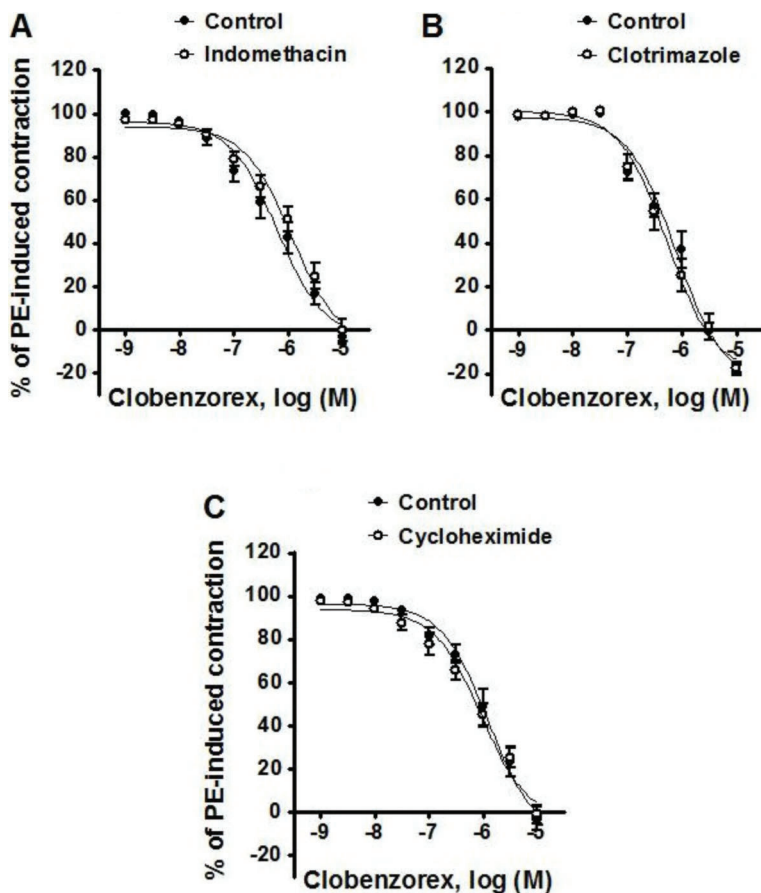 A
Control
Indomethacin
% of PE-induced contraction
120
100
80
60
40
20
0
-20
-9 -8 -7 -6 -5
Clobenzorex, log (M)
B
Control
Clotrimazole
120
100
80
60
40
20
0
-20
-9 -8 -7 -6 -5
Clobenzorex, log (M)
C
Control
Cycloheximide
% of PE-induced contraction
120
100
80
60
40
20
0
-20
-9 -8 -7 -6 -5
Clobenzorex, log (M)